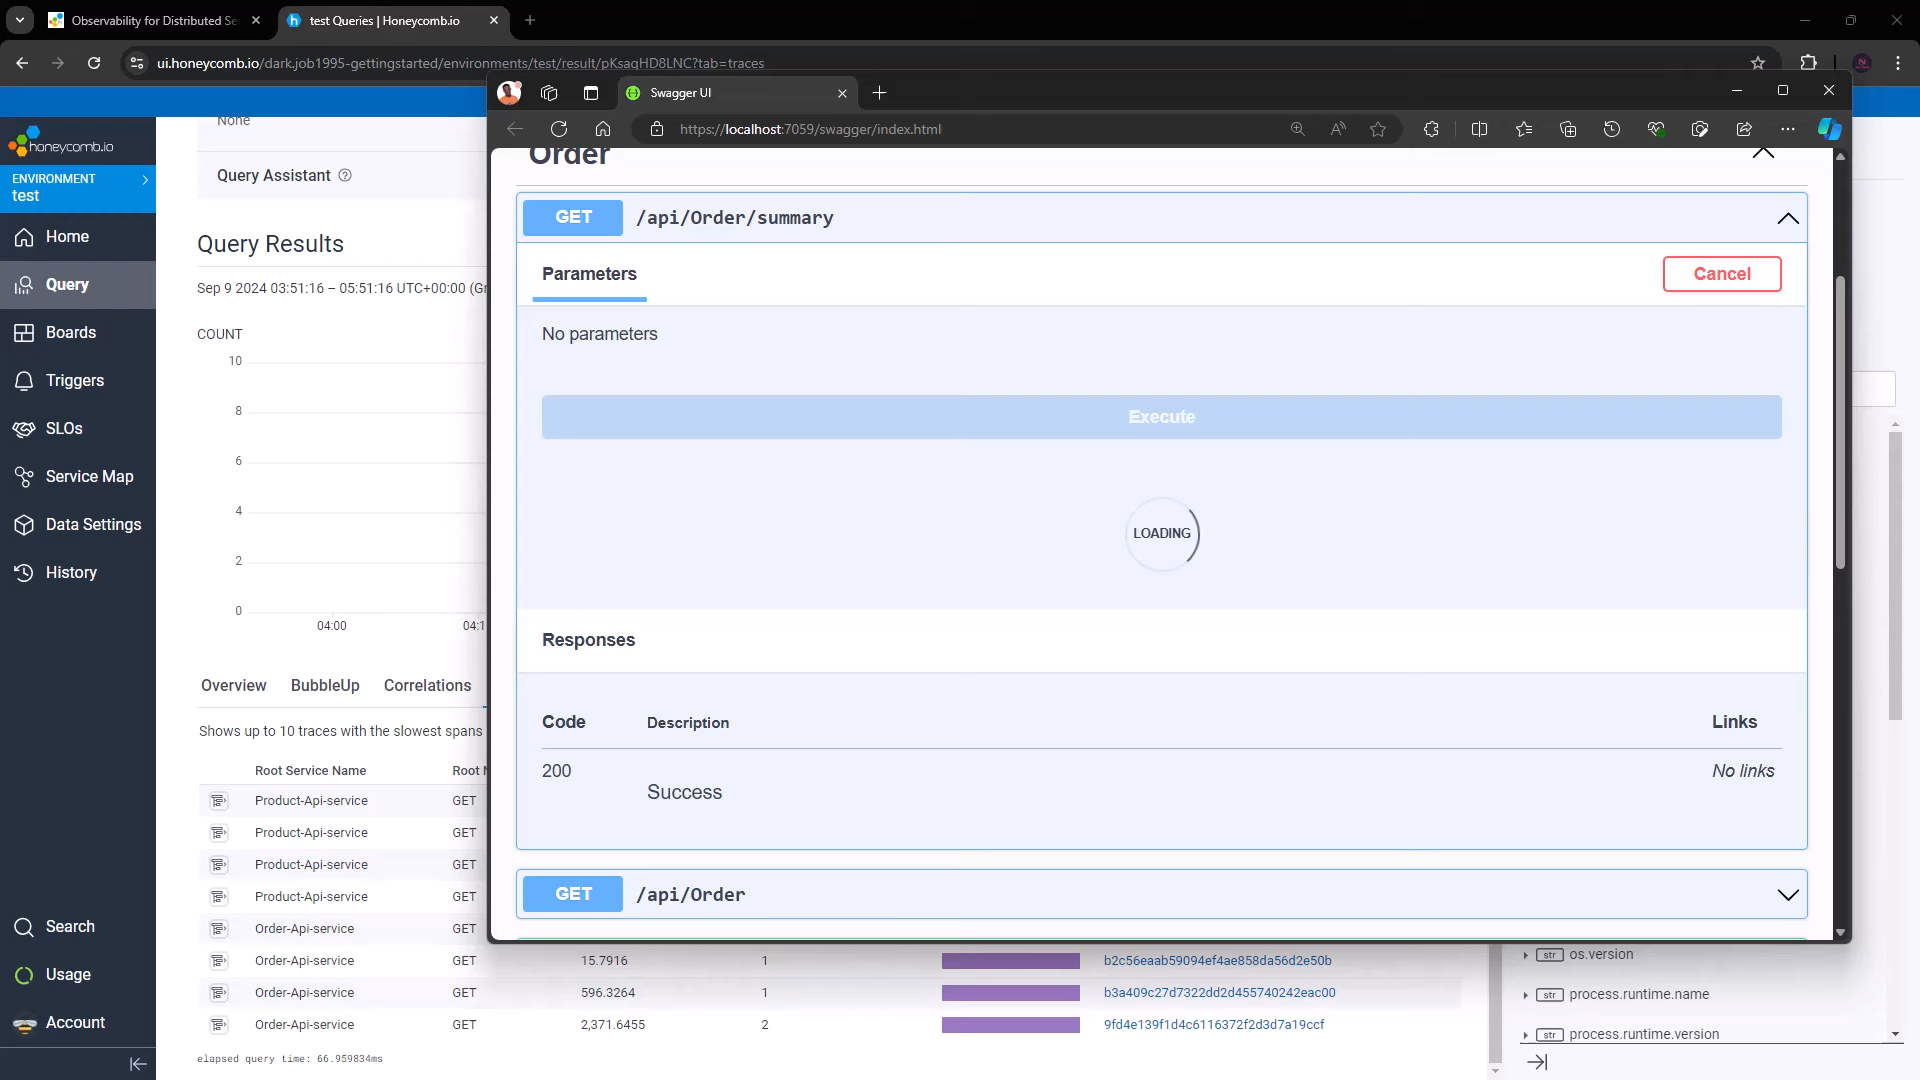 Observability for Distributed Se
test Queries | Honeycomb.io
ui.honeycomb.io/dark.job1995-gettingstarted/environments/test/result/pKsaqHD8LNC?tab=traces
honeycomb.io
ENVIRONMENT
test
Home
Query
Boards
Triggers
SLOs
Service Map
Data Settings
History
Search
Usage
Account
None
Query Assistant
Query Results
Sep 9 2024 03:51:16 – 05:51:16 UTC+00:00 (Gr
COUNT
10
8
6
4
2
0
04:00
04:1
Overview BubbleUp Correlations
Shows up to 10 traces with the slowest spans
Root Service Name Root N
Product-Api-service GET
Product-Api-service GET
Product-Api-service GET
Product-Api-service GET
Order-Api-service GET
Order-Api-service GET 15.7916 1 b2c56eaab59094ef4ae858da56d2e50b
Order-Api-service GET 596.3264 1 b3a409c27d7322dd2d455740242eac00
Order-Api-service GET 2,371.6455 2 9fd4e139f1d4c6116372f2d3d7a19ccf
elapsed query time: 66.959834ms
Swagger UI
https://localhost:7059/swagger/index.html
Order
GET /api/Order/summary
Parameters
Cancel
No parameters
Execute
LOADING
Responses
Code Description Links
200 Success No links
GET /api/Order
str os.version
str process.runtime.name
str process.runtime.version